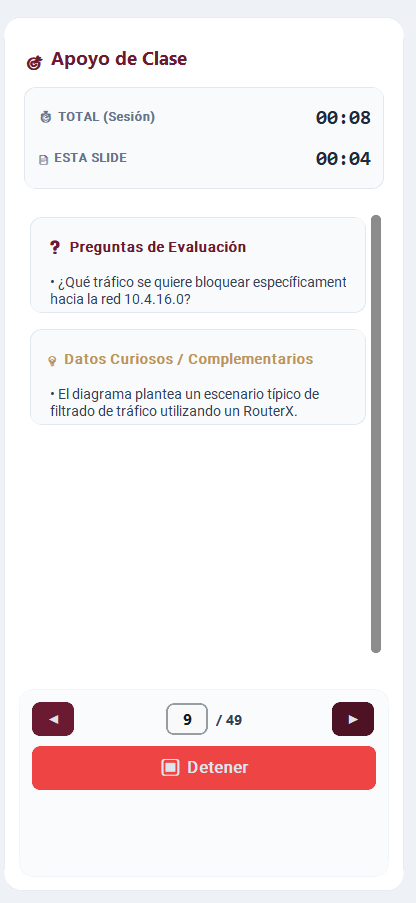 Apoyo de Clase
TOTAL (Sesión) 00:08
ESTA SLIDE 00:04
? Preguntas de Evaluación
• ¿Qué tráfico se quiere bloquear específicament
hacia la red 10.4.16.0?
Datos Curiosos / Complementarios
• El diagrama plantea un escenario típico de
filtrado de tráfico utilizando un RouterX.
◄ 9 / 49 ►
Detener